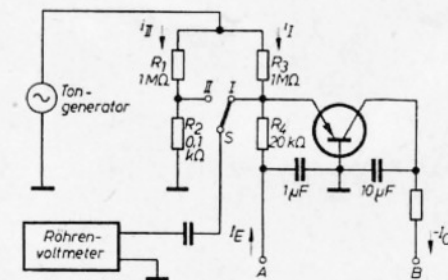 i_II
i_I
R1
1MΩ
R3
1MΩ
Ton-
generator
II
I
R2
0,1
kΩ
S
R4
20 kΩ
1µF
10µF
Röhren-
voltmeter
I_E
A
B
-I_C